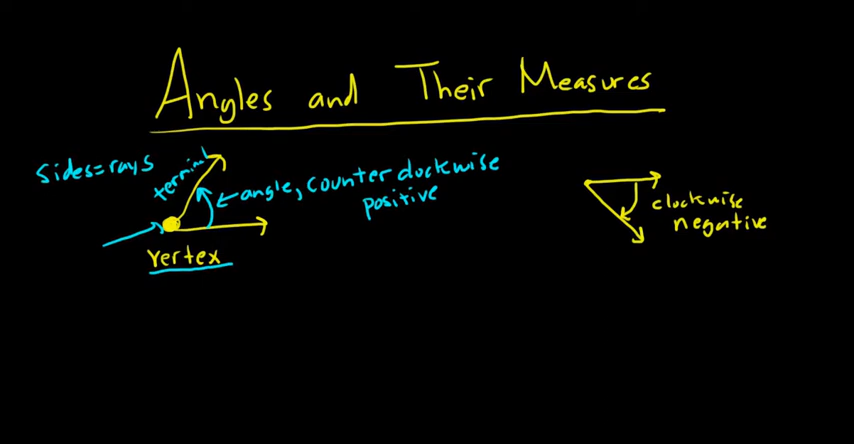 Angles and Their Measures
Sides=rays
terminal
angle, counter clockwise
positive
vertex
clockwise
negative